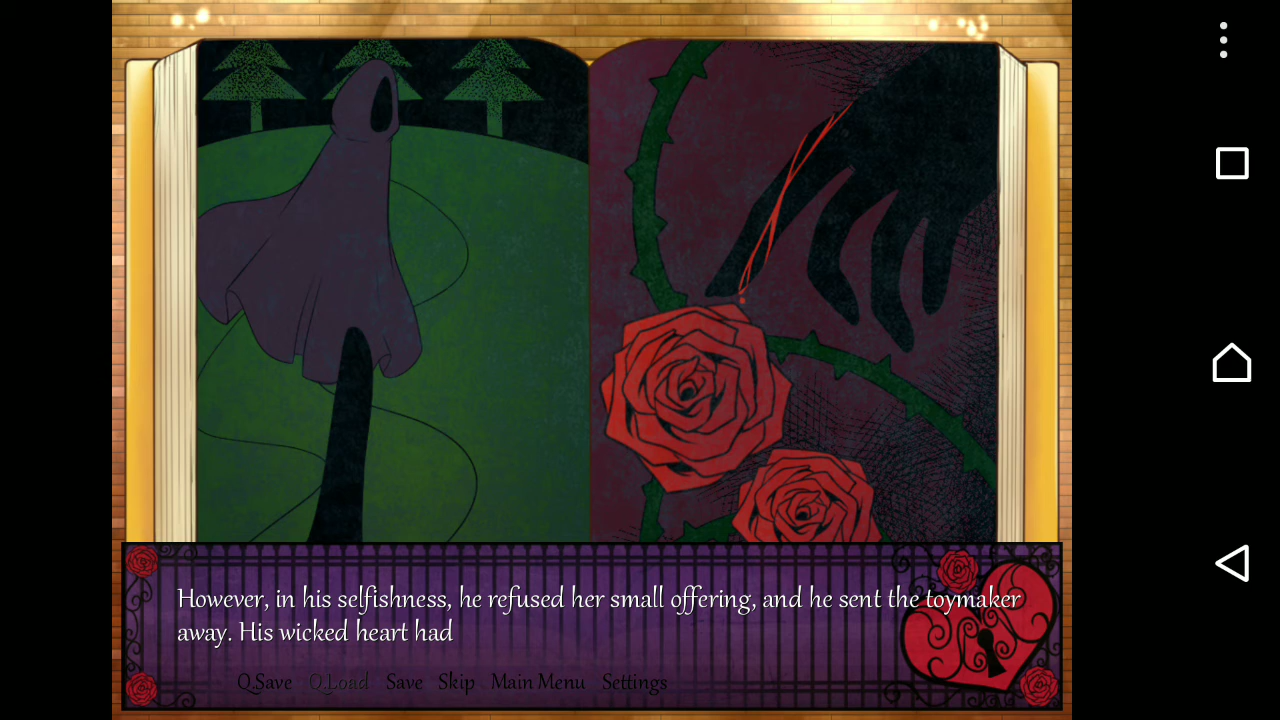 However, in his selfishness, he refused her small offering, and he sent the toymaker
away. His wicked heart had
Q.Save Q.Load Save Skip Main Menu Settings